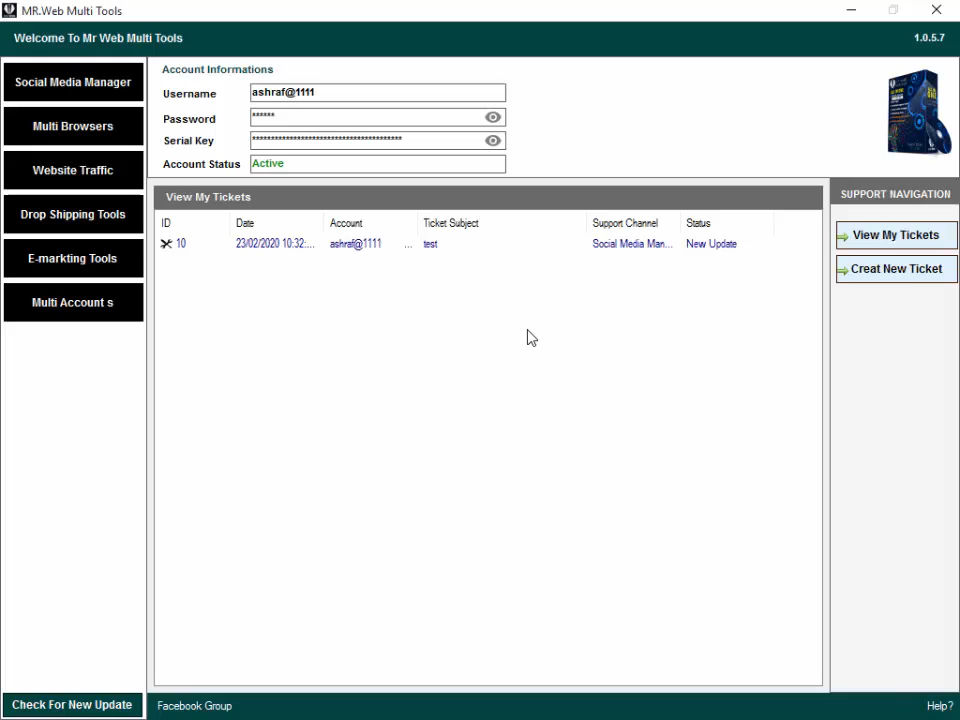 MR.Web Multi Tools
Welcome To Mr Web Multi Tools
1.0.5.7
Social Media Manager
Multi Browsers
Website Traffic
Drop Shipping Tools
E-markting Tools
Multi Account s
Account Informations
Username ashraf@1111
Password ******
Serial Key ****************************************
Account Status Active
View My Tickets
ID Date Account Ticket Subject Support Channel Status
10 23/02/2020 10:32:... ashraf@1111 ... test Social Media Man... New Update
SUPPORT NAVIGATION
View My Tickets
Creat New Ticket
Check For New Update
Facebook Group
Help?